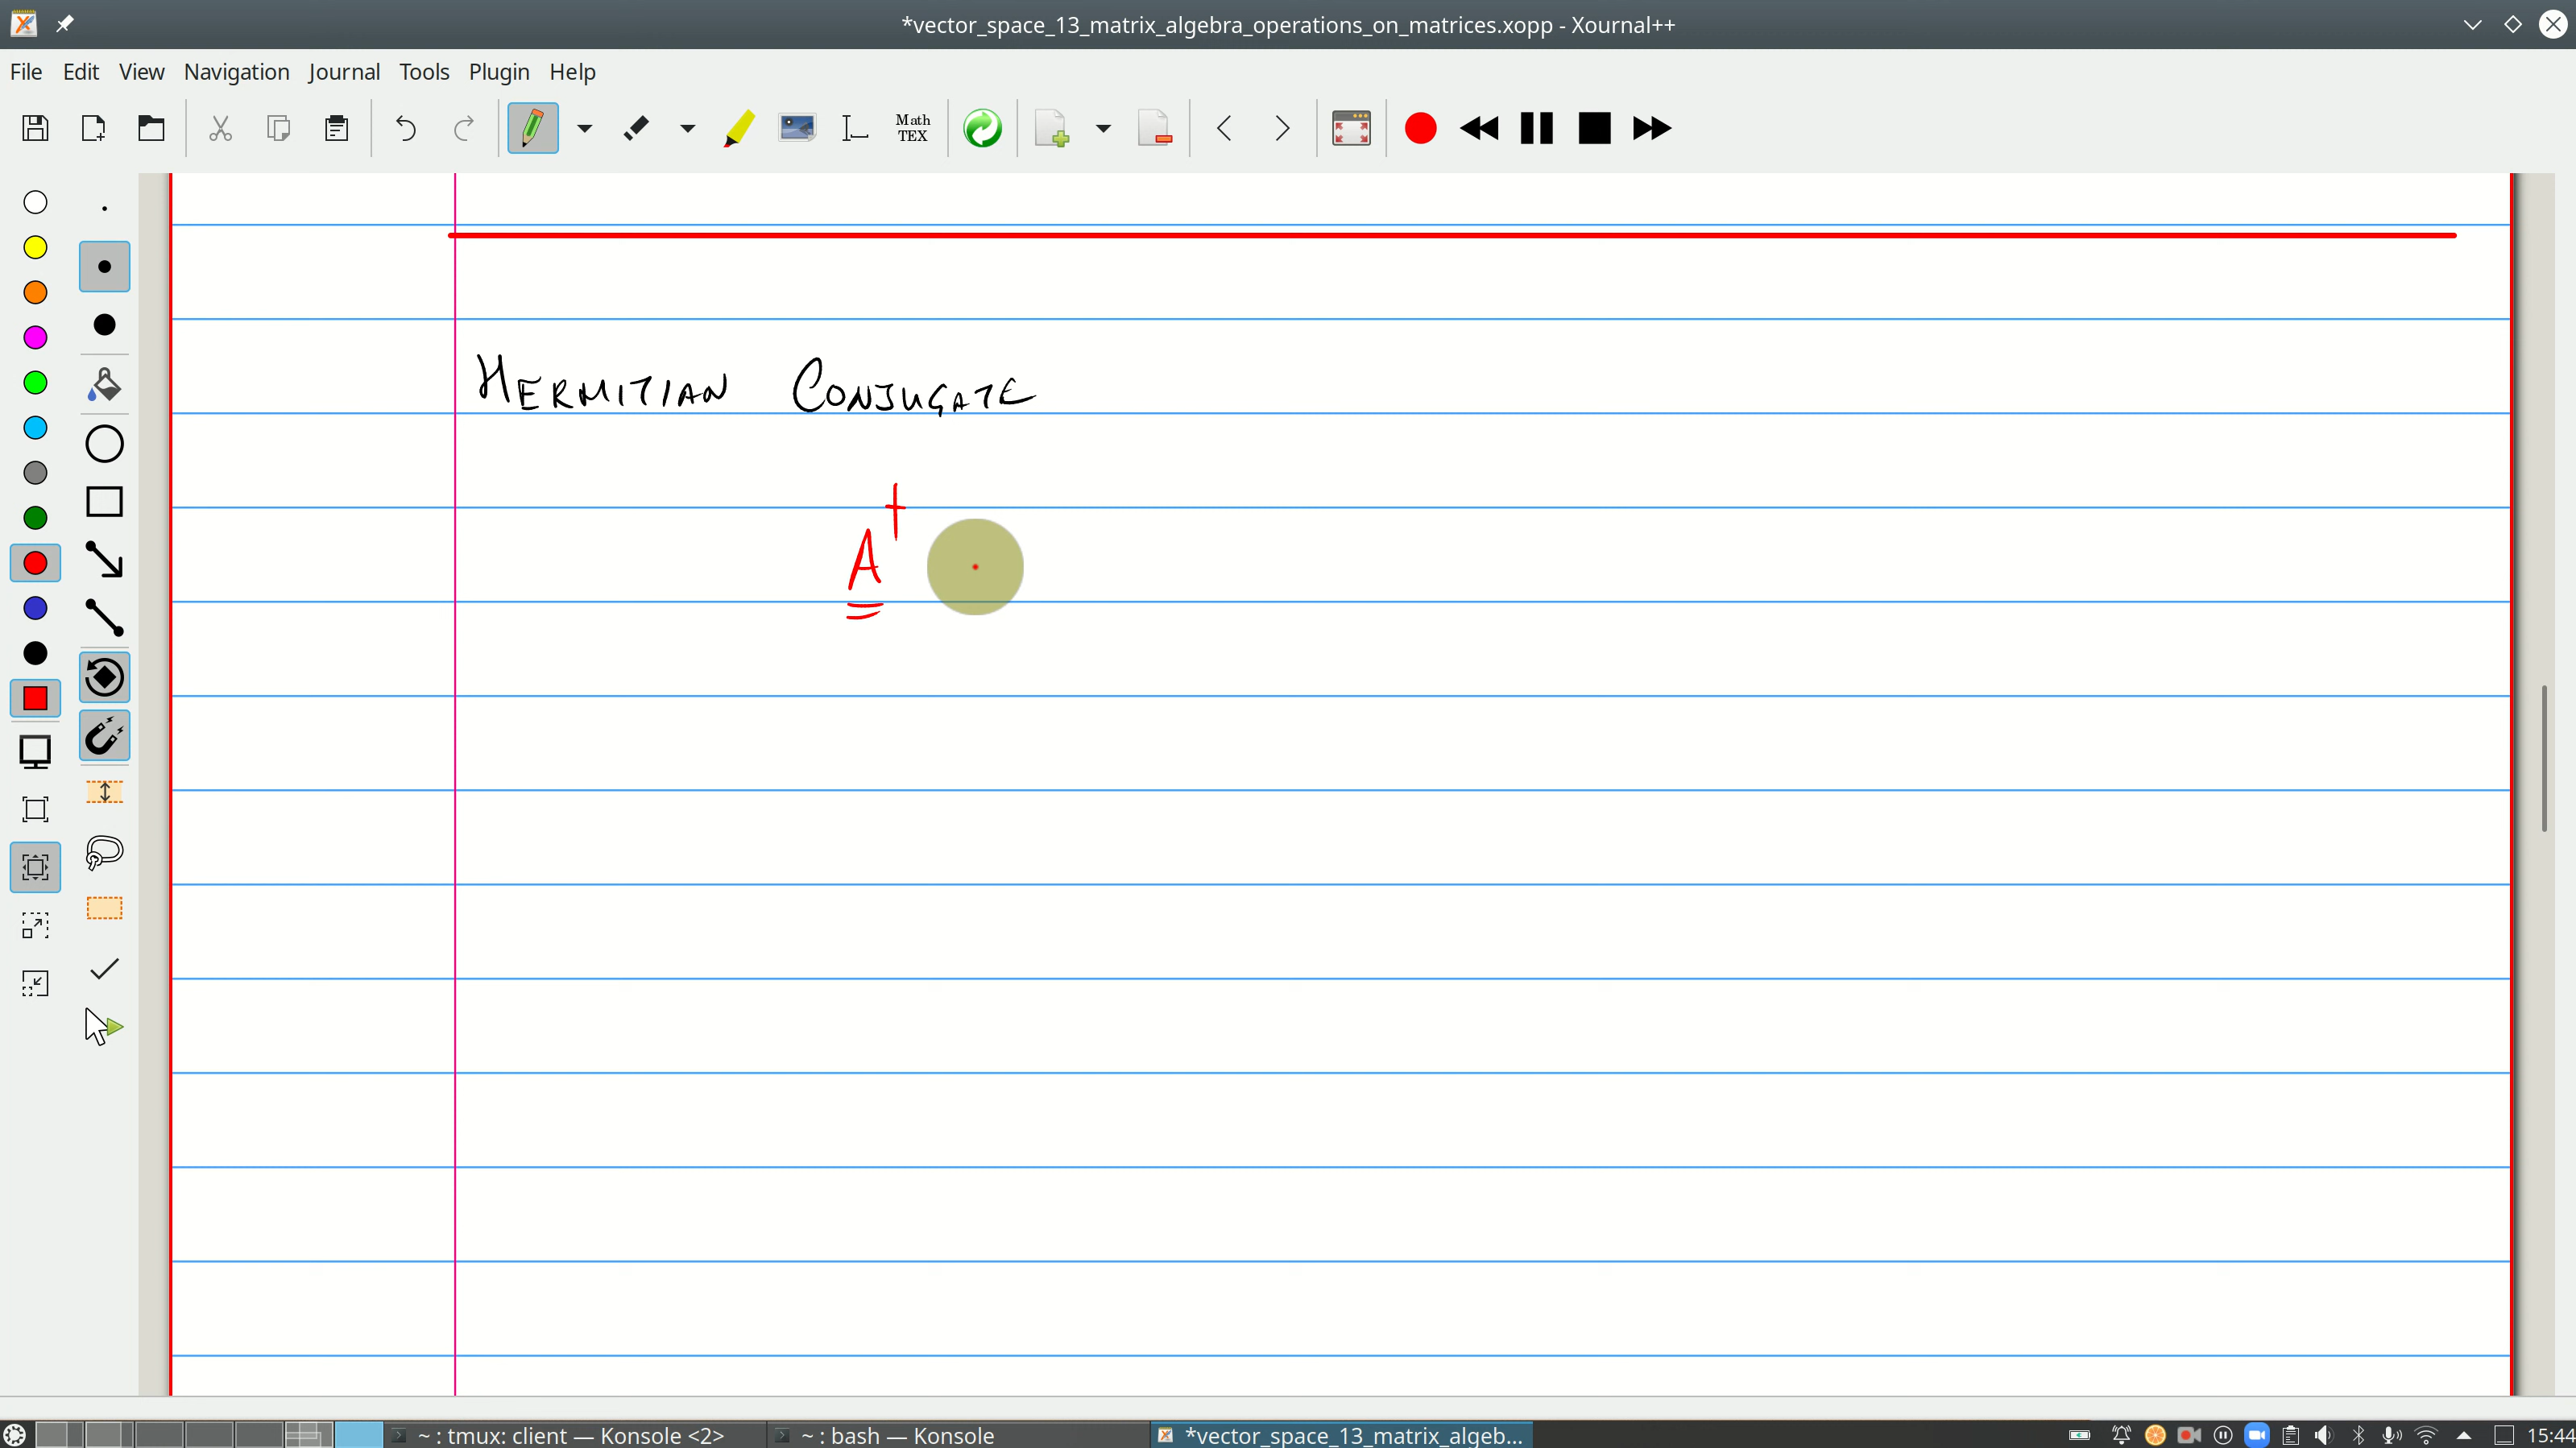 *vector_space_13_matrix_algebra_operations_on_matrices.xopp - Xournal++
File Edit View Navigation Journal Tools Plugin Help
Math
TEX
HERMITIAN CONJUGATE
A†
~ : tmux: client — Konsole <2> ~ : bash — Konsole *vector_space_13_matrix_algeb... 15:44